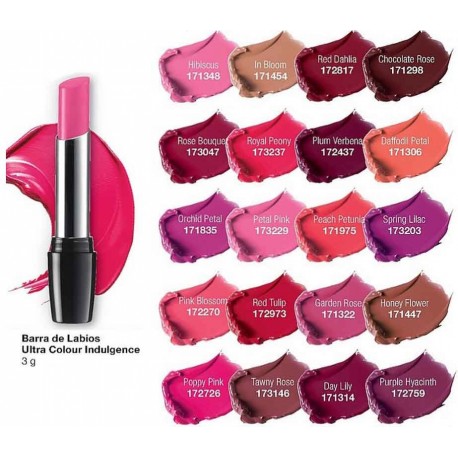 Hibiscus
171348
In Bloom
171454
Red Dahlia
172817
Chocolate Rose
171298
Rose Bouquet
173047
Royal Peony
173237
Plum Verbena
172437
Daffodil Petal
171306
Orchid Petal
171835
Petal Pink
173229
Peach Petunia
171975
Spring Lilac
173203
Pink Blossom
172270
Red Tulip
172973
Garden Rose
171322
Honey Flower
171447
Poppy Pink
172726
Tawny Rose
173146
Day Lily
171314
Purple Hyacinth
172759
Barra de Labios
Ultra Colour Indulgence
3 g